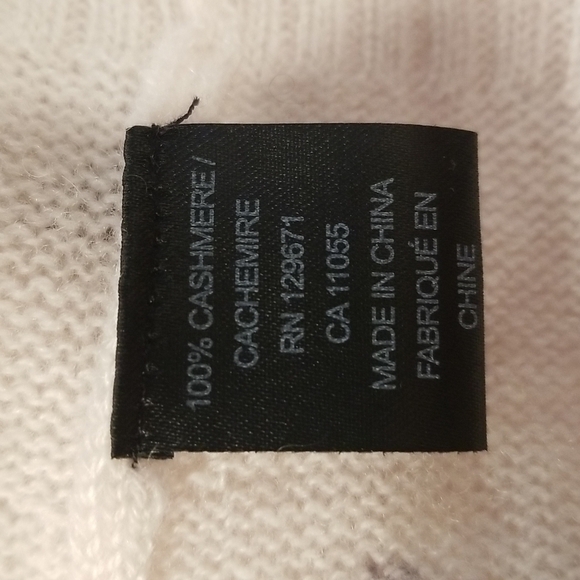 100% CASHMERE /
CACHEMIRE
RN 129671
CA 11055
MADE IN CHINA
FABRIQUÉ EN
CHINE